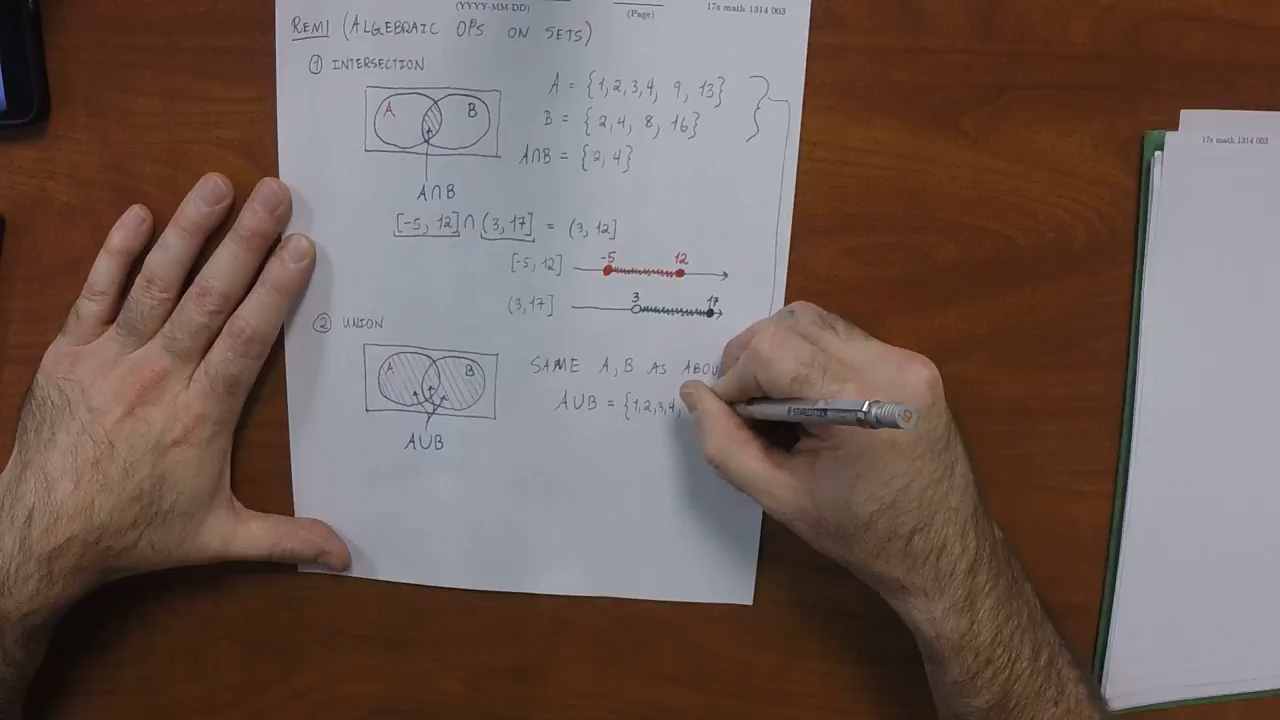 (YYYY-MM-DD)
(Page)
17s math 1314 003
REMI (ALGEBRAIC OPS ON SETS)
① INTERSECTION
A B
A∩B
A = {1, 2, 3, 4, 9, 13}
B = {2, 4, 8, 16}
A∩B = {2, 4}
[-5, 12] ∩ (3, 17] = (3, 12]
[-5, 12] -5 12
(3, 17] 3 17
② UNION
A B
A∪B
SAME A, B AS ABOV
A∪B = {1, 2, 3, 4,
17s math 1314 003